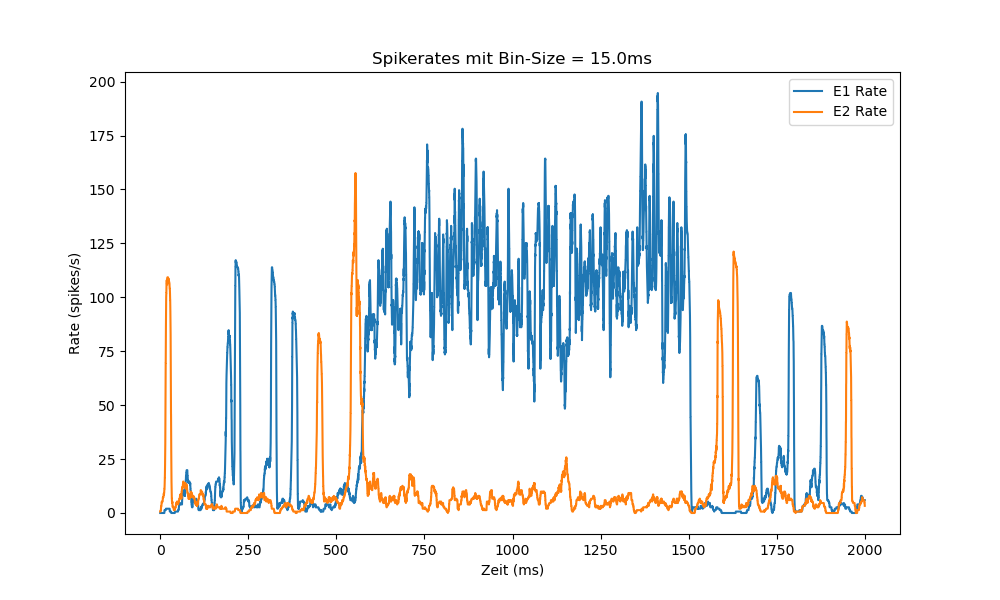 Spikerates mit Bin-Size = 15.0ms
200
175
150
125
100
75
50
25
0
Rate (spikes/s)
E1 Rate
E2 Rate
0 250 500 750 1000 1250 1500 1750 2000
Zeit (ms)